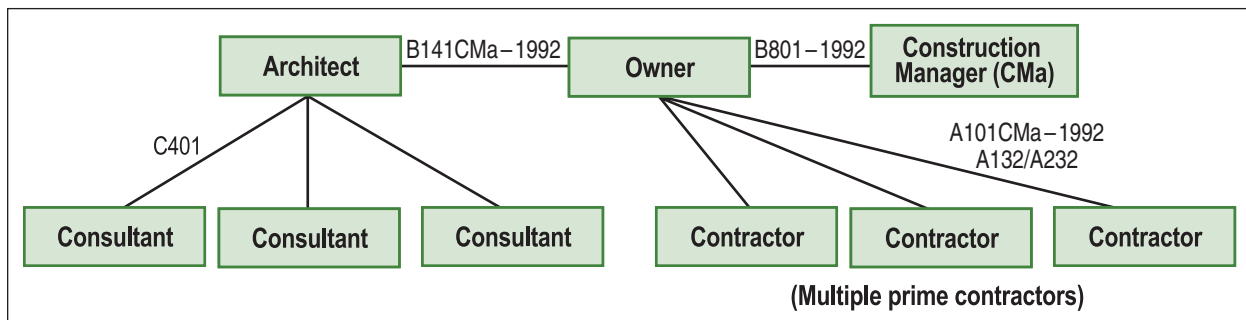 Architect
B141CMa–1992
Owner
B801–1992
Construction
Manager (CMa)
C401
A101CMa–1992
A132/A232
Consultant
Consultant
Consultant
Contractor
Contractor
Contractor
(Multiple prime contractors)